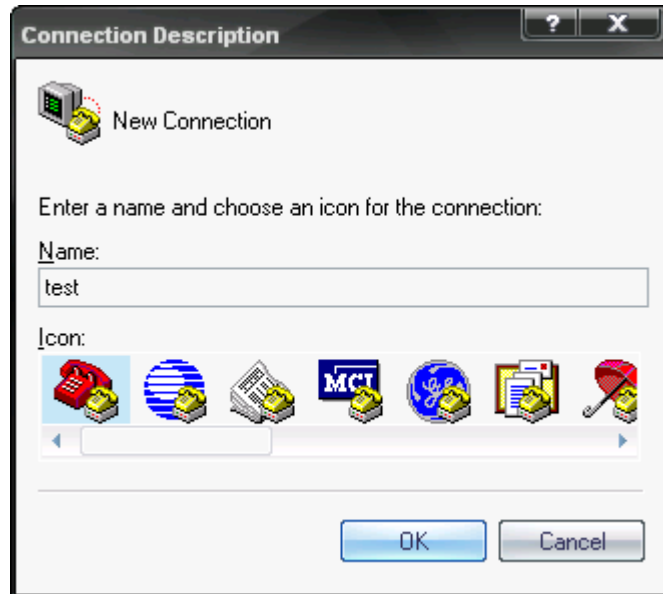 Connection Description
New Connection
Enter a name and choose an icon for the connection:
Name:
test
Icon:
MCI
OK
Cancel